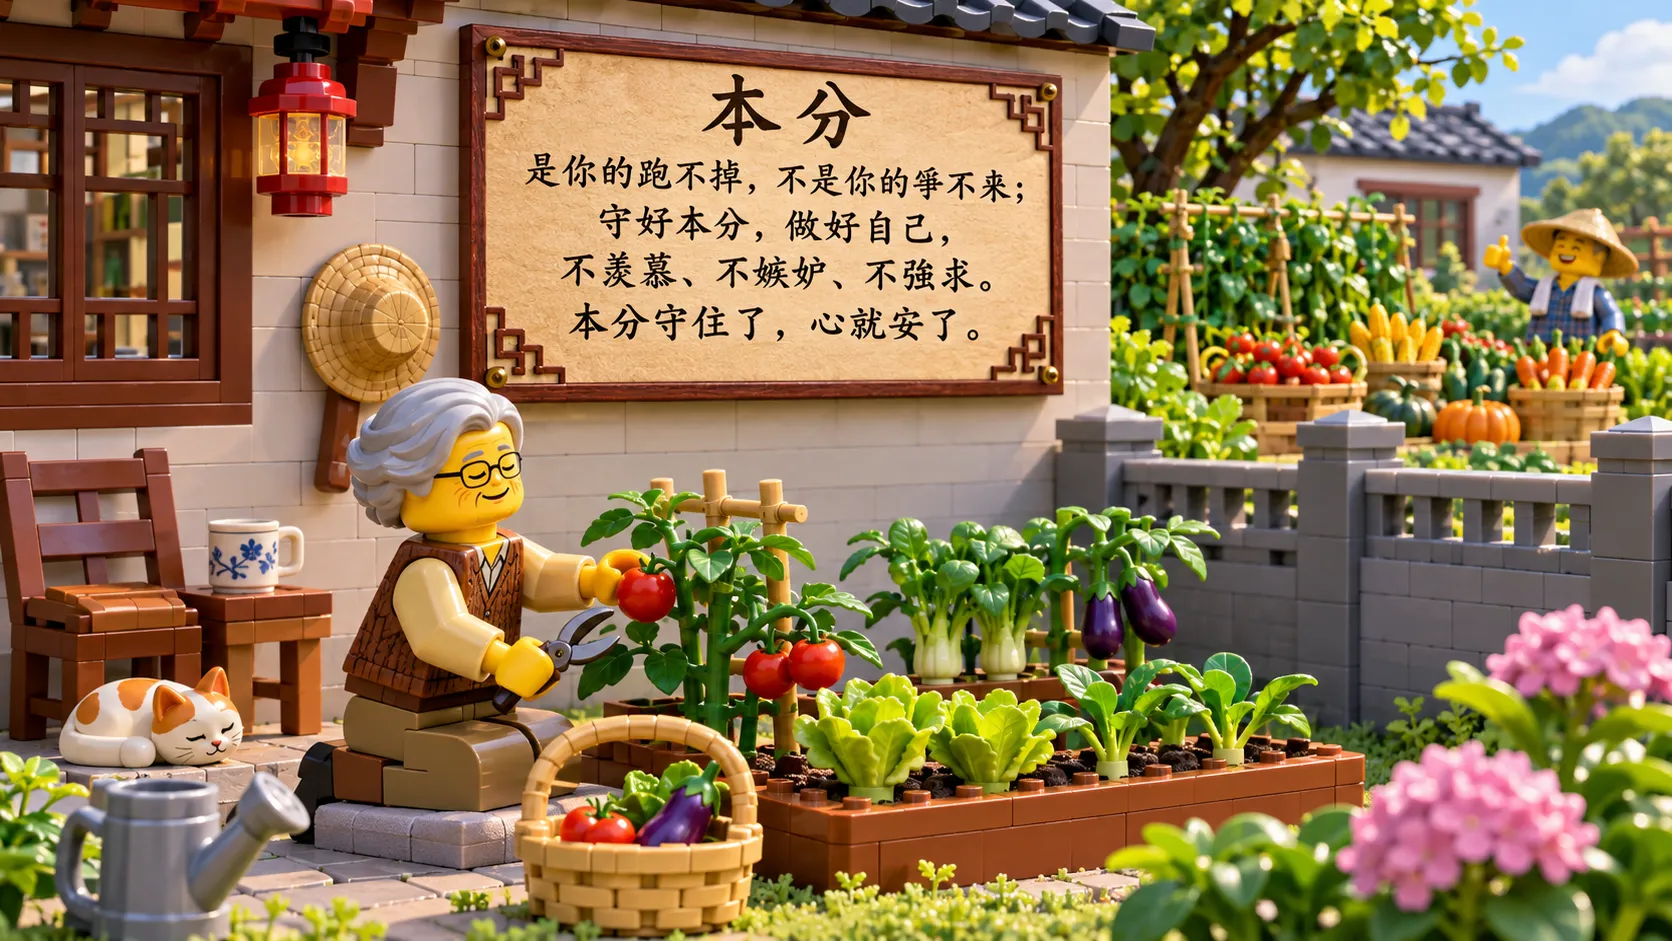 本分
是你的跑不掉，不是你的爭不來；
守好本分，做好自己，
不羨慕、不嫉妒、不強求。
本分守住了，心就安了。